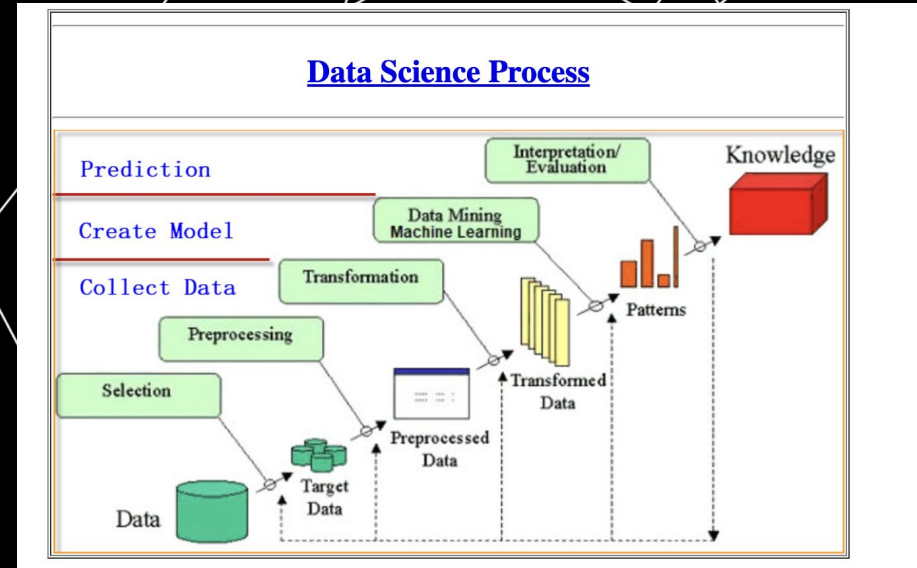 Data Science Process
Prediction
Create Model
Collect Data
Interpretation/
Evaluation
Knowledge
Data Mining
Machine Learning
Transformation
Patterns
Preprocessing
Transformed
Data
Selection
Preprocessed
Data
Target
Data
Data